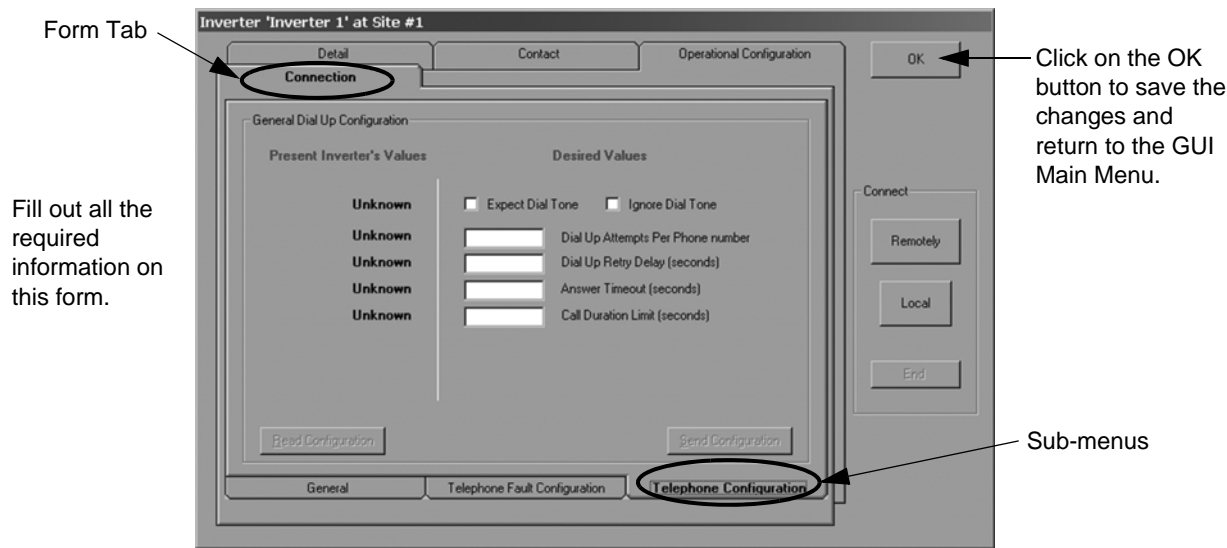 Inverter 'Inverter 1' at Site #1
Form Tab
Detail
Contact
Operational Configuration
OK
Connection
Click on the OK
button to save the
changes and
return to the GUI
Main Menu.
General Dial Up Configuration
Present Inverter's Values
Desired Values
Fill out all the
required
information on
this form.
Unknown
Expect Dial Tone
Ignore Dial Tone
Unknown
Dial Up Attempts Per Phone number
Unknown
Dial Up Retry Delay (seconds)
Unknown
Answer Timeout (seconds)
Unknown
Call Duration Limit (seconds)
Connect
Remotely
Local
End
Read Configuration
Send Configuration
Sub-menus
General
Telephone Fault Configuration
Telephone Configuration